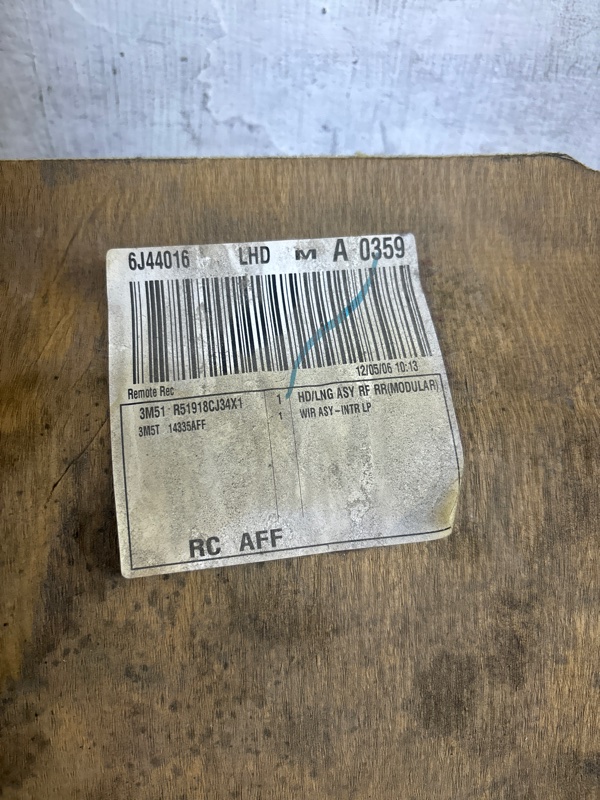 6J44016 LHD M A 0359
12/05/06 10:13
Remote Rec
3M51 R51918CJ34X1 1 HD/LNG ASY RF RR(MODULAR)
3M5T 14335AFF 1 WIR ASY-INTR LP
RC AFF